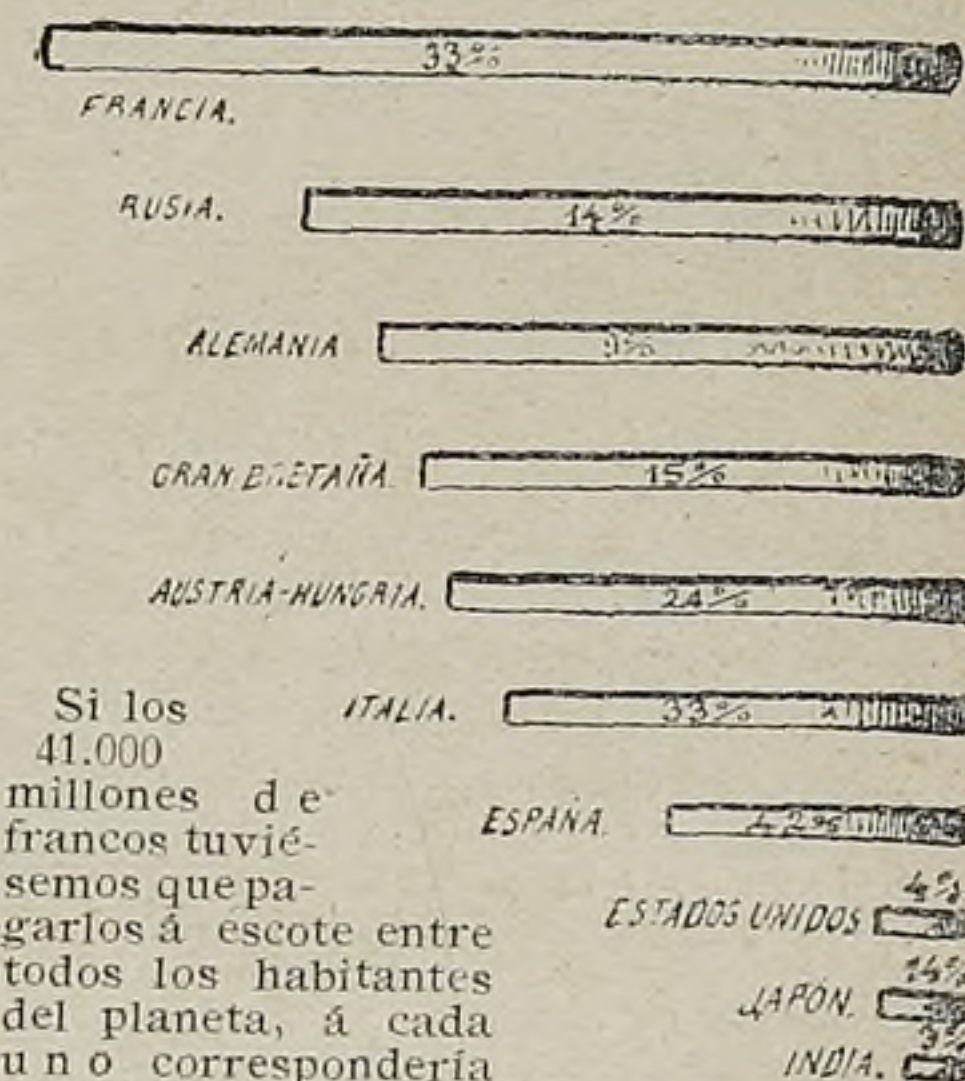 33%
FRANCIA.
RUSIA. 14%
ALEMANIA 9%
GRAN BRETAÑA. 15%
AUSTRIA-HUNGRIA. 24%
ITALIA. 33%
ESPAÑA. 42%
ESTADOS UNIDOS 4%
JAPÓN. 14%
INDIA. 3%
Si los
41.000
millones de
francos tuvié-
semos que pa-
garlos á escote entre
todos los habitantes
del planeta, á cada
uno correspondería